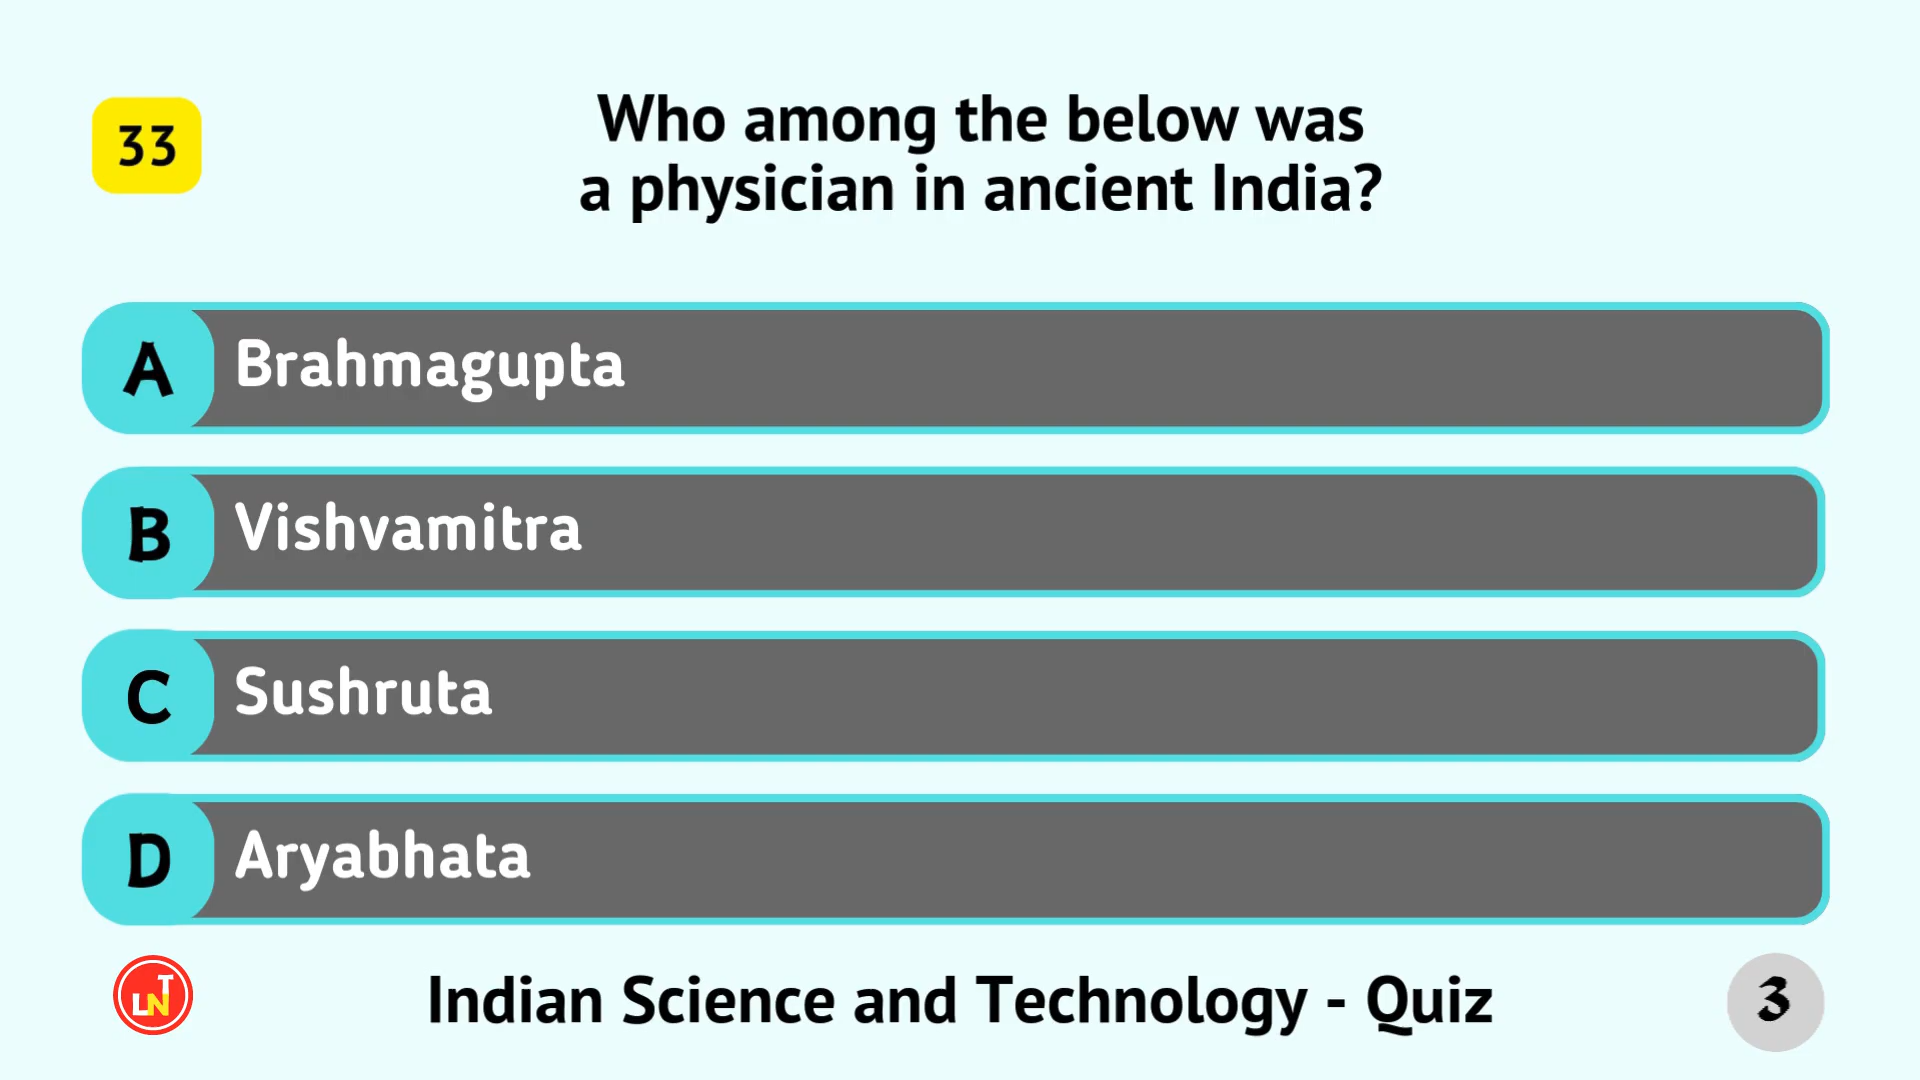 33
Who among the below was
a physician in ancient India?
A Brahmagupta
B Vishvamitra
C Sushruta
D Aryabhata
LNT
Indian Science and Technology - Quiz
3